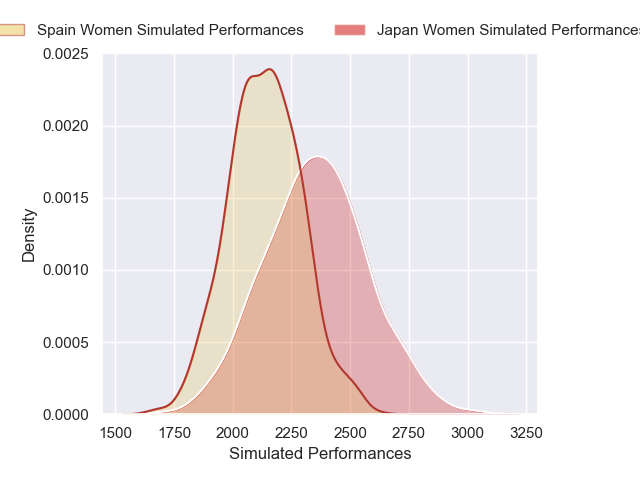 Spain Women Simulated Performances
Japan Women Simulated Performances
0.0025
0.0020
0.0015
0.0010
0.0005
0.0000
Density
1500 1750 2000 2250 2500 2750 3000 3250
Simulated Performances